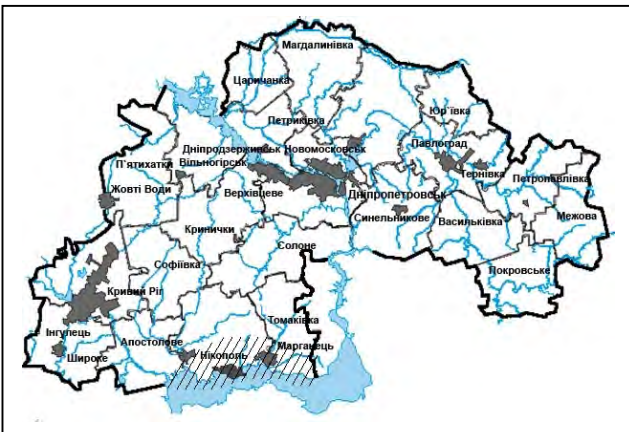 Магдалинівка
Царичанка
Петриківка
Юр'ївка
Дніпродзержинськ
Новомосковськ
Павлоград
П'ятихатки
Вільногірськ
Тернівка
Петропавлівка
Жовті Води
Верхівцеве
Дніпропетровськ
Синельникове
Васильківка
Межова
Кринички
Солоне
Софіївка
Покровське
Кривий Ріг
Томаківка
Інгулець
Апостолове
Марганець
Широке
Нікополь